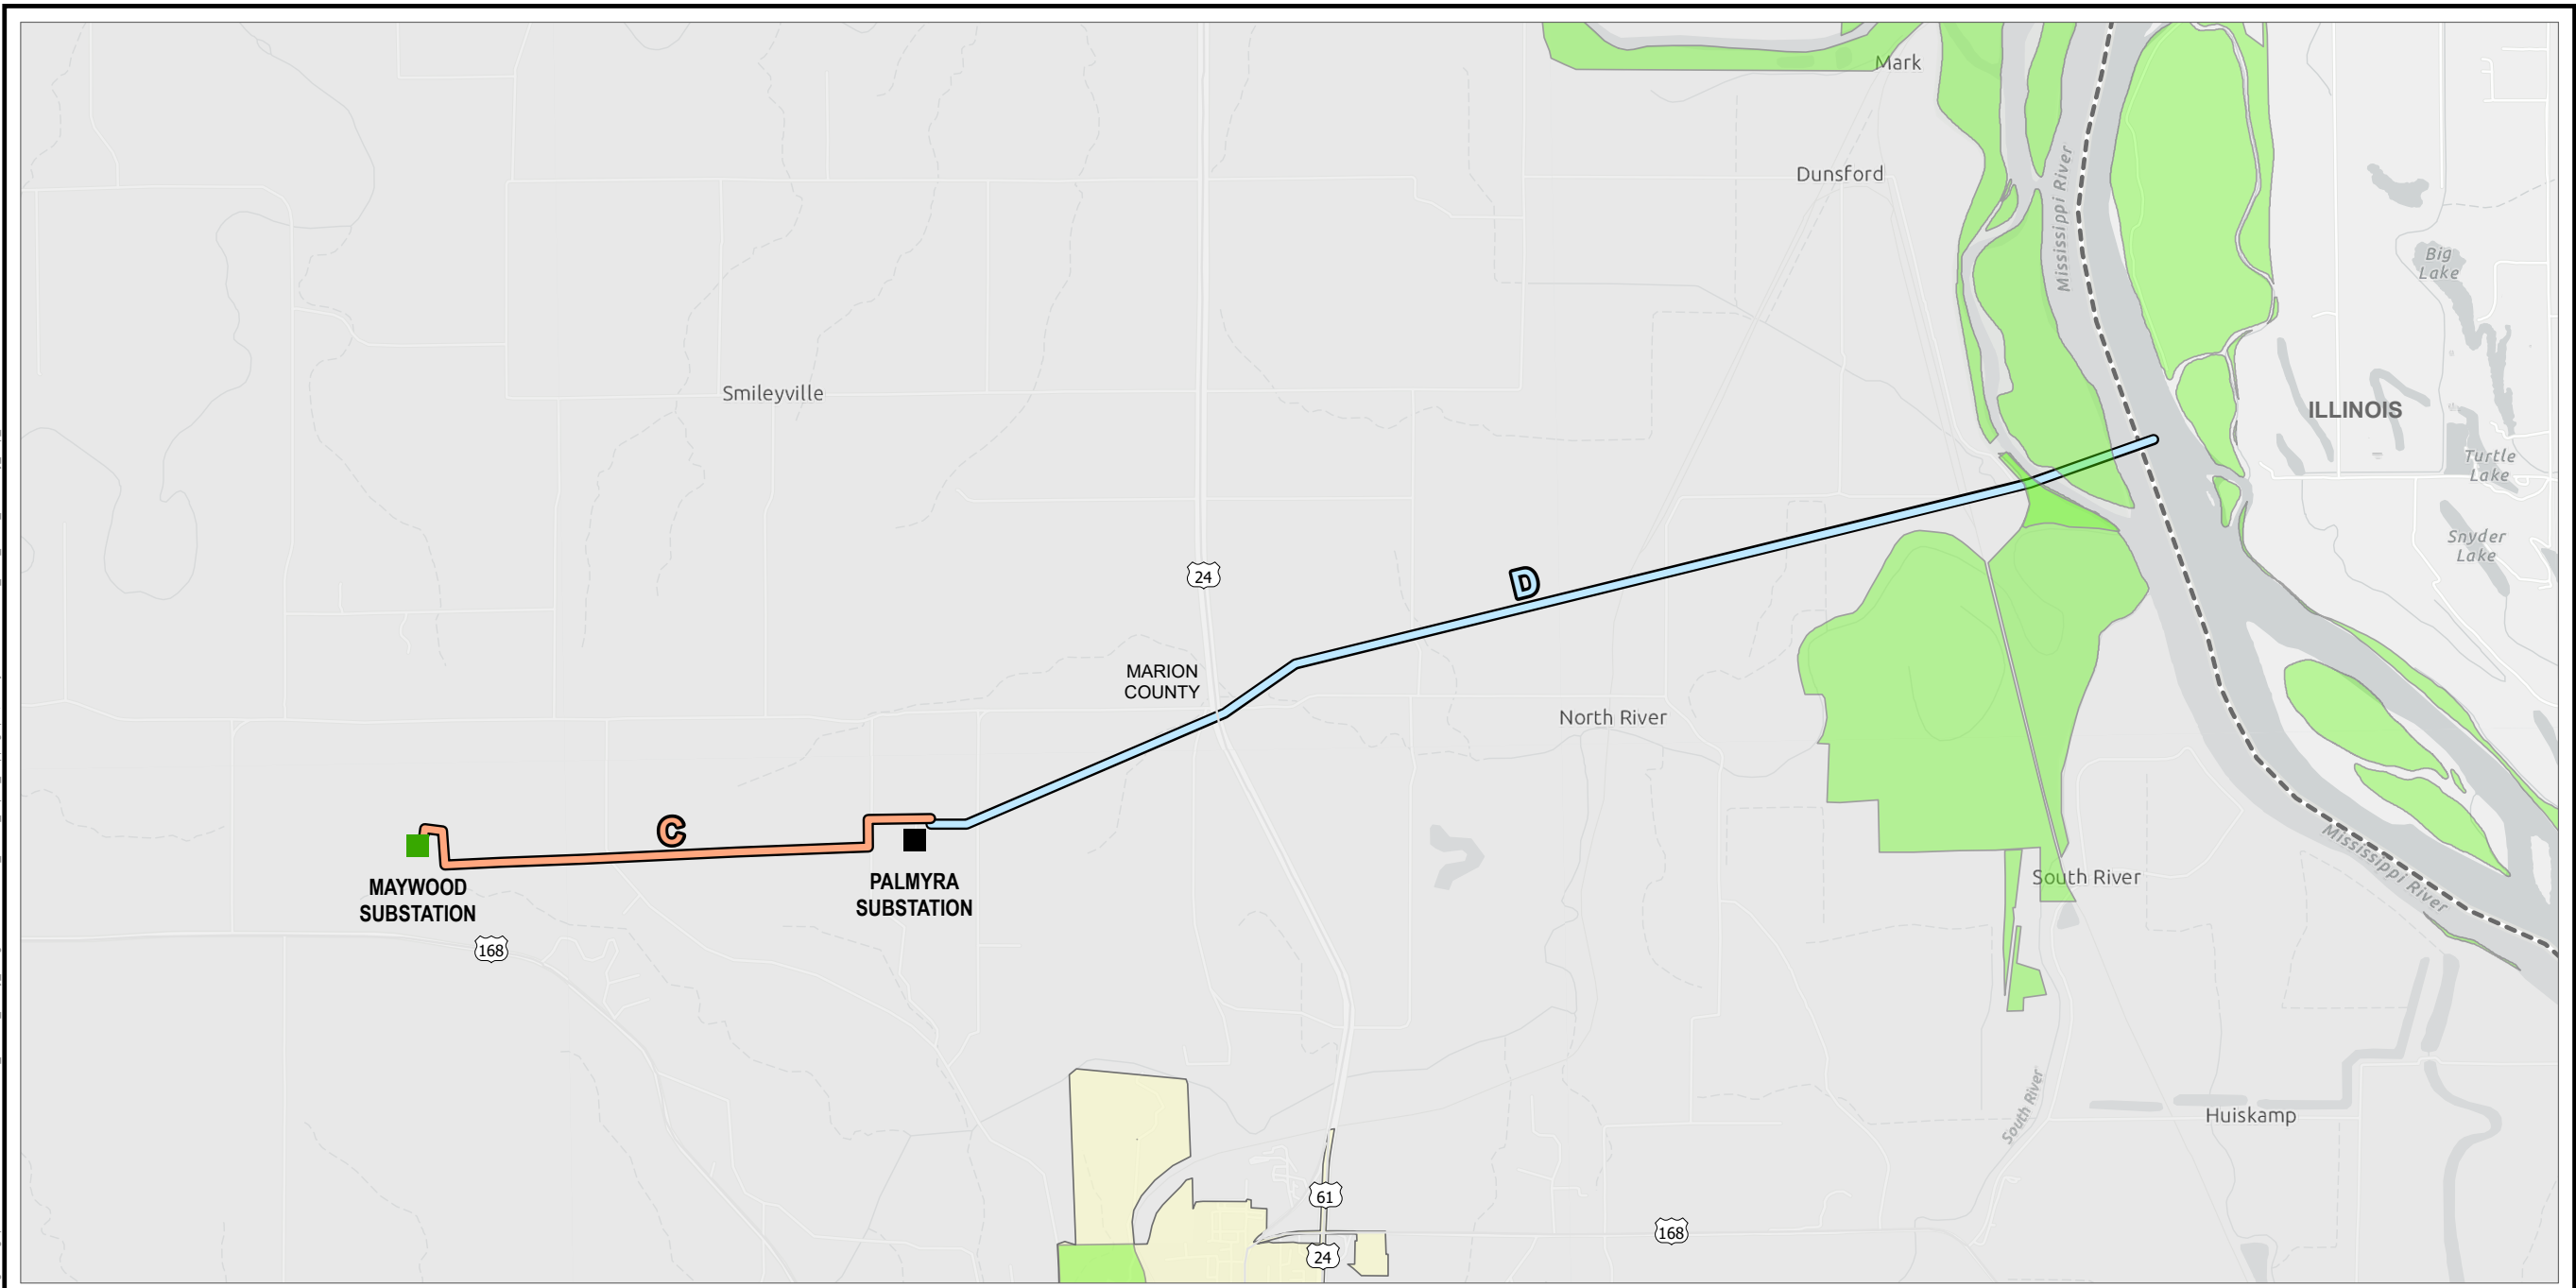 Mark
Dunsford
Mississippi River
Big
Lake
Smileyville
ILLINOIS
Turtle
Lake
Snyder
Lake
24
D
MARION
COUNTY
North River
C
MAYWOOD
SUBSTATION
PALMYRA
SUBSTATION
168
South River
Mississippi River
South River
Huiskamp
61
168
24